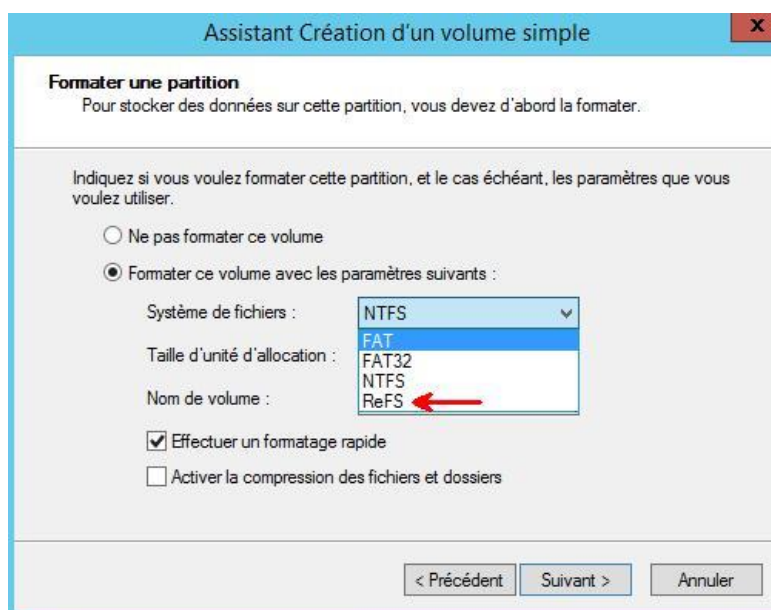 Assistant Création d'un volume simple
x
Formater une partition
Pour stocker des données sur cette partition, vous devez d'abord la formater.
Indiquez si vous voulez formater cette partition, et le cas échéant, les paramètres que vous
voulez utiliser.
Ne pas formater ce volume
Formater ce volume avec les paramètres suivants :
Système de fichiers :
NTFS
FAT
Taille d'unité d'allocation :
FAT32
NTFS
Nom de volume :
ReFS
Effectuer un formatage rapide
Activer la compression des fichiers et dossiers
< Précédent
Suivant >
Annuler